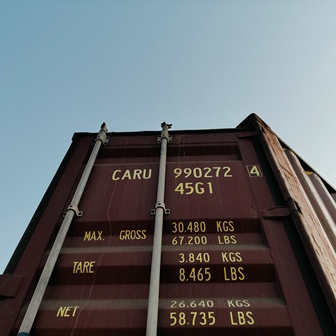 CARU 990272 4
45G1
MAX. GROSS 30.480 KGS
67.200 LBS
TARE 3.840 KGS
8.465 LBS
NET 26.640 KGS
58.735 LBS